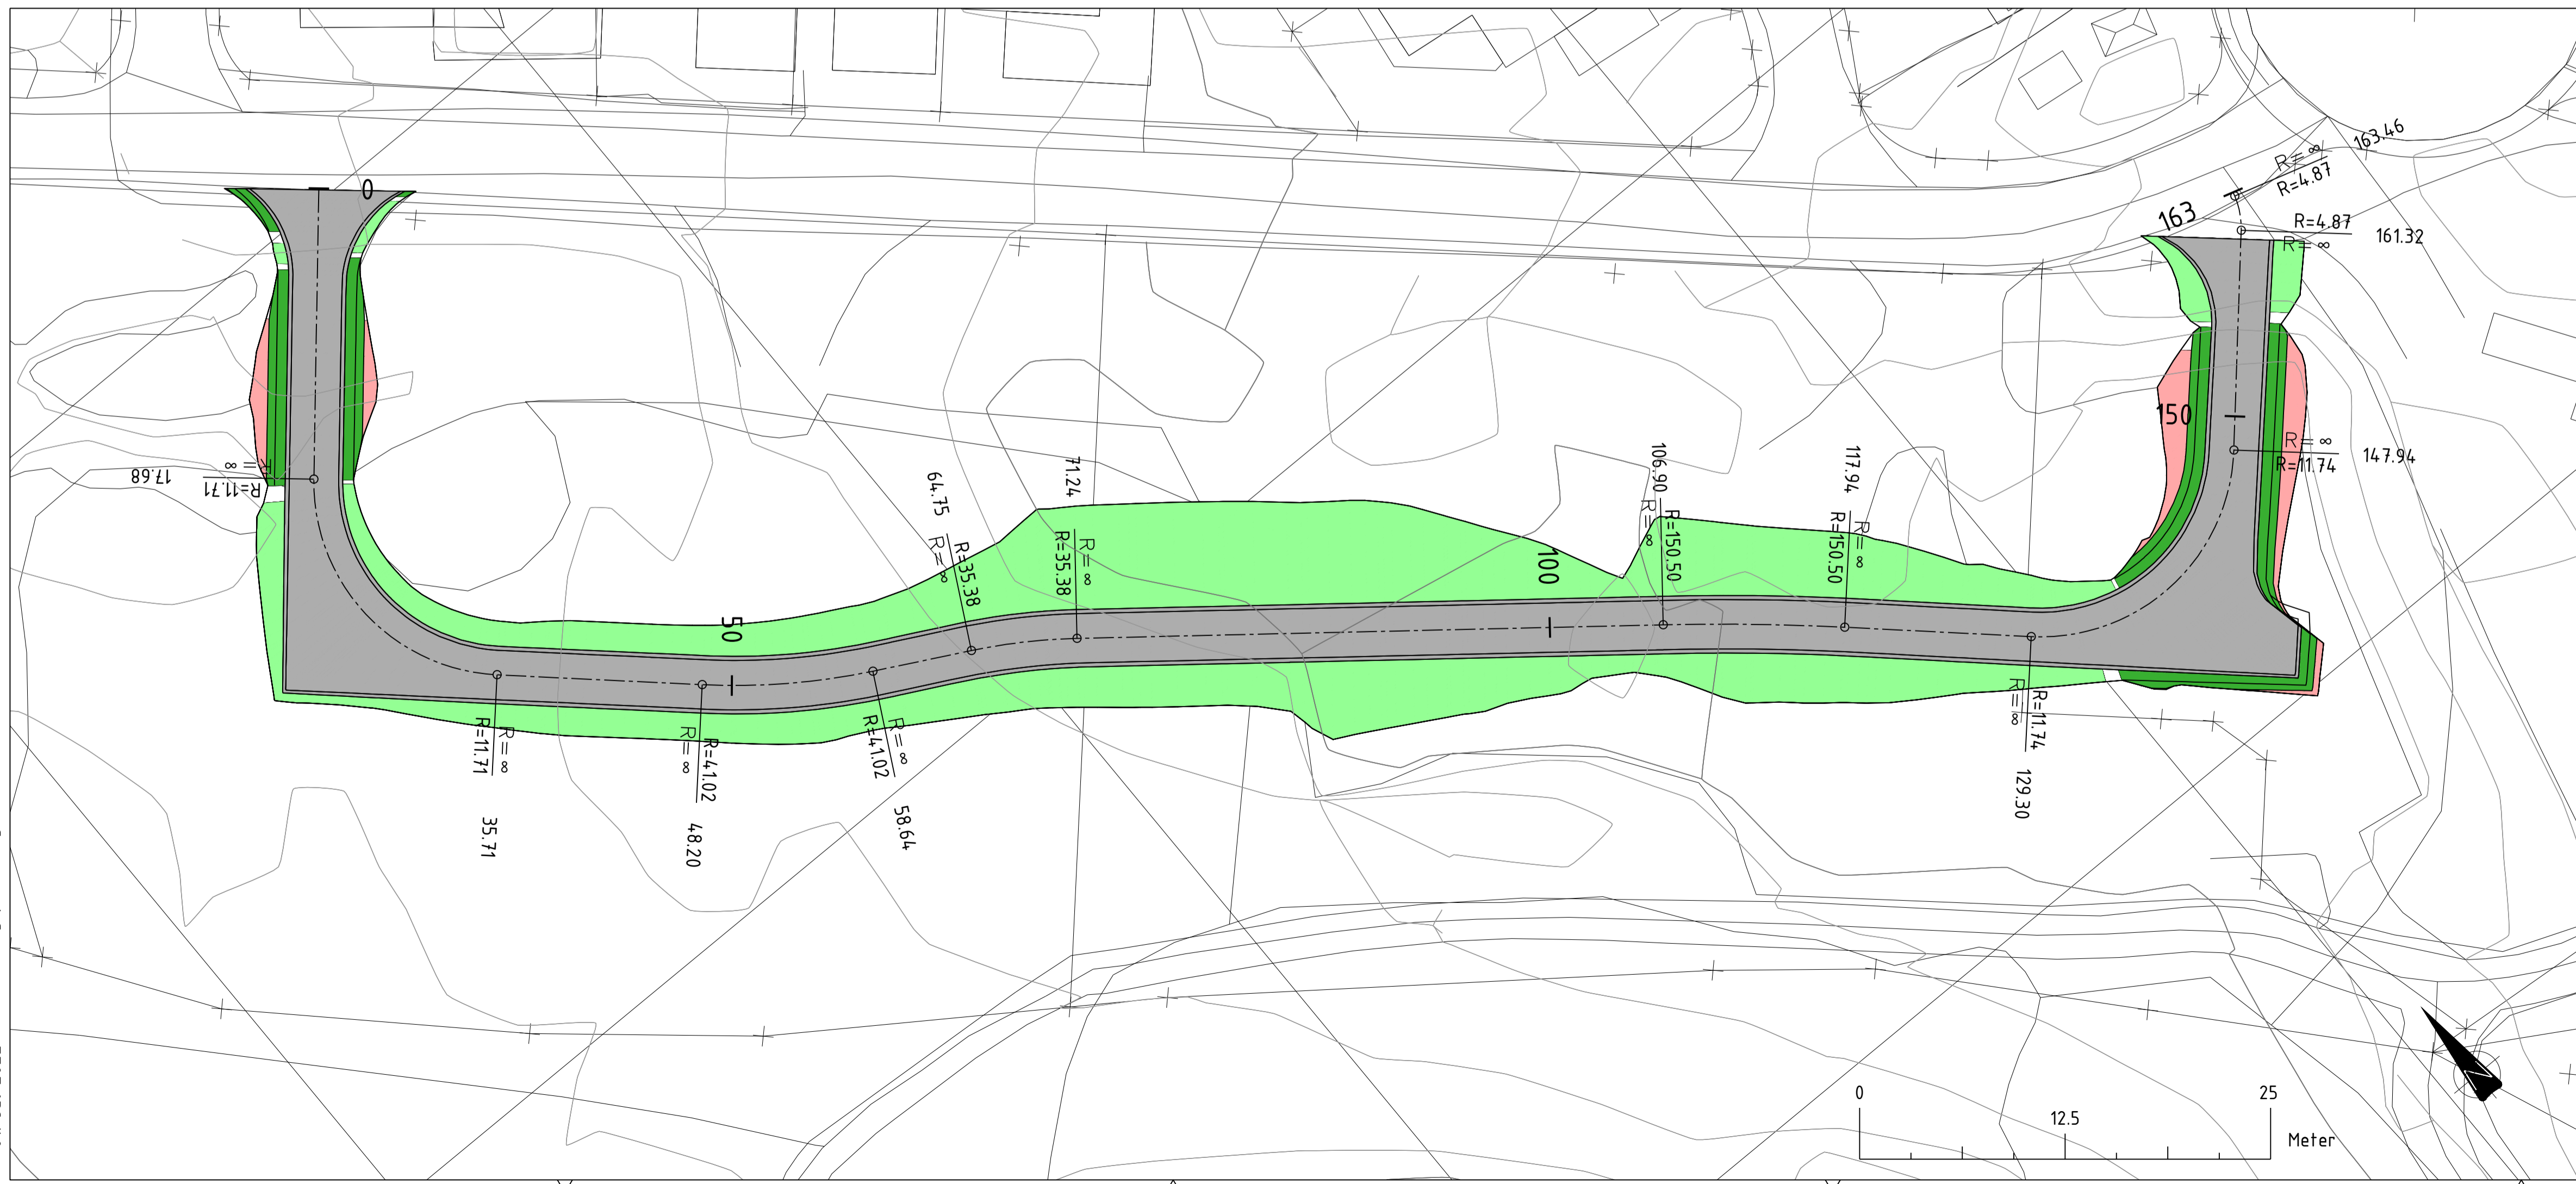 0
163.46
R=∞
R=4.87
163
R=4.87
R=∞
161.32
150
R=∞
R=11.74
147.94
R=∞
R=11.71
17.68
64.75
R=35.38
R=∞
71.24
R=∞
R=35.38
100
106.90
R=150.50
R=∞
117.94
R=∞
R=150.50
50
R=∞
R=11.71
35.71
R=41.02
R=∞
48.20
R=∞
R=41.02
58.64
R=11.74
R=∞
129.30
0
12.5
25
Meter